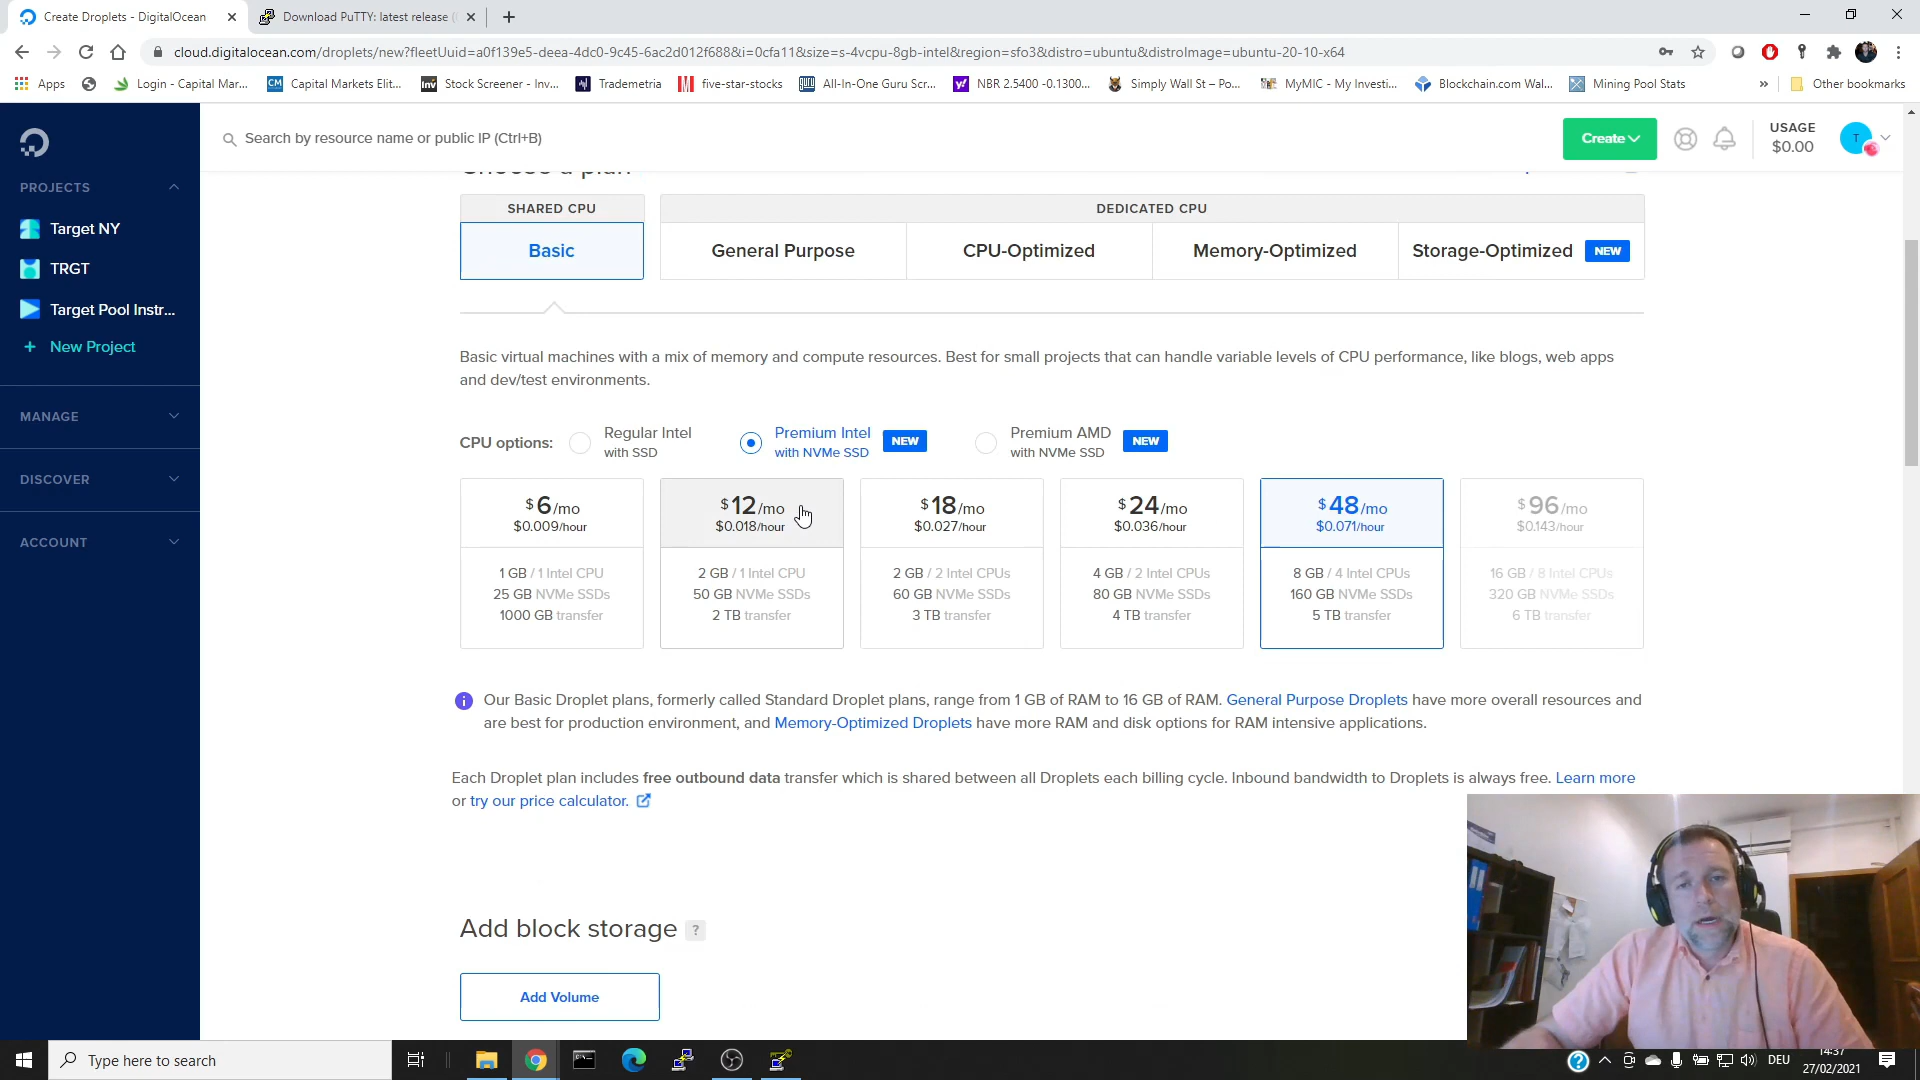 Create Droplets - DigitalOcean
Download PuTTY: latest release (
cloud.digitalocean.com/droplets/new?fleetUuid=a0f139e5-deea-4dc0-9c45-6ac2d012f688&i=0cfa11&size=s-4vcpu-8gb-intel&region=sfo3&distro=ubuntu&distroImage=ubuntu-20-10-x64
Apps
Login - Capital Mar...
CM
Capital Markets Elit...
Inv
Stock Screener - Inv...
Trademetria
five-star-stocks
All-In-One Guru Scr...
NBR 2.5400 -0.1300...
Simply Wall St – Po...
MyMIC - My Investi...
Blockchain.com Wal...
Mining Pool Stats
»
Other bookmarks
Search by resource name or public IP (Ctrl+B)
Create
USAGE
$0.00
T
PROJECTS
Target NY
TRGT
Target Pool Instr...
+ New Project
MANAGE
DISCOVER
ACCOUNT
Choose a plan
SHARED CPU
DEDICATED CPU
Basic
General Purpose
CPU-Optimized
Memory-Optimized
Storage-Optimized NEW
Basic virtual machines with a mix of memory and compute resources. Best for small projects that can handle variable levels of CPU performance, like blogs, web apps
and dev/test environments.
CPU options:
Regular Intel
with SSD
Premium Intel
with NVMe SSD
NEW
Premium AMD
with NVMe SSD
NEW
$6/mo
$0.009/hour
1 GB / 1 Intel CPU
25 GB NVMe SSDs
1000 GB transfer
$12/mo
$0.018/hour
2 GB / 1 Intel CPU
50 GB NVMe SSDs
2 TB transfer
$18/mo
$0.027/hour
2 GB / 2 Intel CPUs
60 GB NVMe SSDs
3 TB transfer
$24/mo
$0.036/hour
4 GB / 2 Intel CPUs
80 GB NVMe SSDs
4 TB transfer
$48/mo
$0.071/hour
8 GB / 4 Intel CPUs
160 GB NVMe SSDs
5 TB transfer
$96/mo
$0.143/hour
16 GB / 8 Intel CPUs
320 GB NVMe SSDs
6 TB transfer
Our Basic Droplet plans, formerly called Standard Droplet plans, range from 1 GB of RAM to 16 GB of RAM. General Purpose Droplets have more overall resources and
are best for production environment, and Memory-Optimized Droplets have more RAM and disk options for RAM intensive applications.
Each Droplet plan includes free outbound data transfer which is shared between all Droplets each billing cycle. Inbound bandwidth to Droplets is always free. Learn more
or try our price calculator.
Add block storage ?
Add Volume
Type here to search
DEU
14:37
27/02/2021